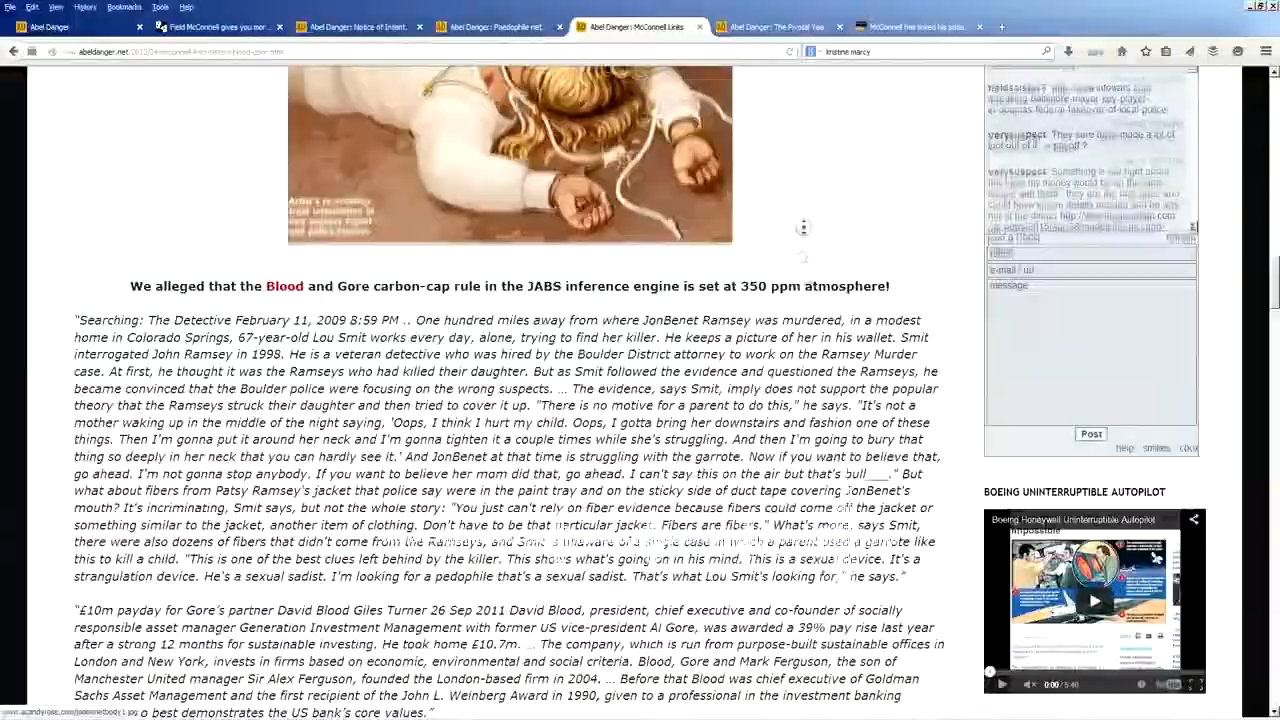 File Edit View History Bookmarks Tools Help
Abel Danger
Field McConnell gives you mor...
Abel Danger: Notice of Intent...
Abel Danger: Paedophile net...
Abel Danger: McConnell Links
Abel Danger: The Pivotal Yea
McConnell has linked his
abeldanger.net
kristine marcy
We alleged that the Blood and Gore carbon-cap rule in the JABS inference engine is set at 350 ppm atmosphere!
"Searching: The Detective February 11, 2009 8:59 PM .. One hundred miles away from where JonBenet Ramsey was murdered, in a modest
home in Colorado Springs, 67-year-old Lou Smit works every day, alone, trying to find her killer. He keeps a picture of her in his wallet. Smit
interrogated John Ramsey in 1998. He is a veteran detective who was hired by the Boulder District attorney to work on the Ramsey Murder
case. At first, he thought it was the Ramseys who had killed their daughter. But as Smit followed the evidence and questioned the Ramseys, he
became convinced that the Boulder police were focusing on the wrong suspects. ... The evidence, says Smit, imply does not support the popular
theory that the Ramseys struck their daughter and then tried to cover it up. "There is no motive for a parent to do this," he says. "It's not a
mother waking up in the middle of the night saying, 'Oops, I think I hurt my child. Oops, I gotta bring her downstairs and fashion one of these
things. Then I'm gonna put it around her neck and I'm gonna tighten it a couple times while she's struggling. And then I'm going to bury that
thing so deeply in her neck that you can hardly see it.' And at that time is struggling with the garrote. Now if you want to believe that,
go ahead. I'm not gonna stop anybody. If you want to believe her mom did that, go ahead. I can't say this on the air but that's bull___." But
what about fibers from Patsy Ramsey's jacket that police say were in the paint tray and on the sticky side of duct tape covering JonBenet's
mouth? It's incriminating, Smit says, but not the whole story: "You just can't rely on fiber evidence because fibers could come off the jacket or
something similar to the jacket, another item of clothing. Don't have to be that particular jacket. Fibers are fibers." What's more, says Smit,
there were also dozens of fibers that didn't come from the Ramseys, and Smit is unaware of a single case in which a parent used a garrote like
this to kill a child. "This is one of the best clues left behind by the killer. This shows what's going on in his mind. This is a sexual device. It's a
strangulation device. He's a sexual sadist. I'm looking for a pedophile that's a sexual sadist. That's what Lou Smit's looking for," he says."
"£10m payday for Gore's partner David Blood Giles Turner 26 Sep 2011 David Blood, president, chief executive and co-founder of socially
responsible asset manager Generation Investment Management with former US vice-president Al Gore, was awarded a 39% pay rise last year
after a strong 12 months for sustainable investing. He took home £10.7m. ... The company, which is run from purpose-built sustainable offices in
London and New York, invests in firms based on economic, environmental and social criteria. Blood, Gore and Mark Ferguson, the son of
Manchester United manager Sir Alex Ferguson, founded the London-based firm in 2004. ... Before that Blood was chief executive of Goldman
Sachs Asset Management and the first recipient of the John L. Weinberg Award in 1990, given to a professional in the investment banking
o best demonstrates the US bank's core values."
verysuspect: They sure have made a lot of
verysuspect: Something is not right about
e-mail / url
message
Post
help smilies cbox
BOEING UNINTERRUPTIBLE AUTOPILOT
Boeing Honeywell Uninterruptible Autopilot
impossible
0:00 / 5:40